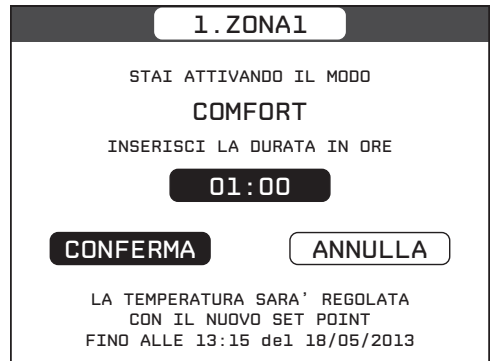 1.ZONA1
STAI ATTIVANDO IL MODO
COMFORT
INSERISCI LA DURATA IN ORE
01:00
CONFERMA ANNULLA
LA TEMPERATURA SARA' REGOLATA
CON IL NUOVO SET POINT
FINO ALLE 13:15 del 18/05/2013